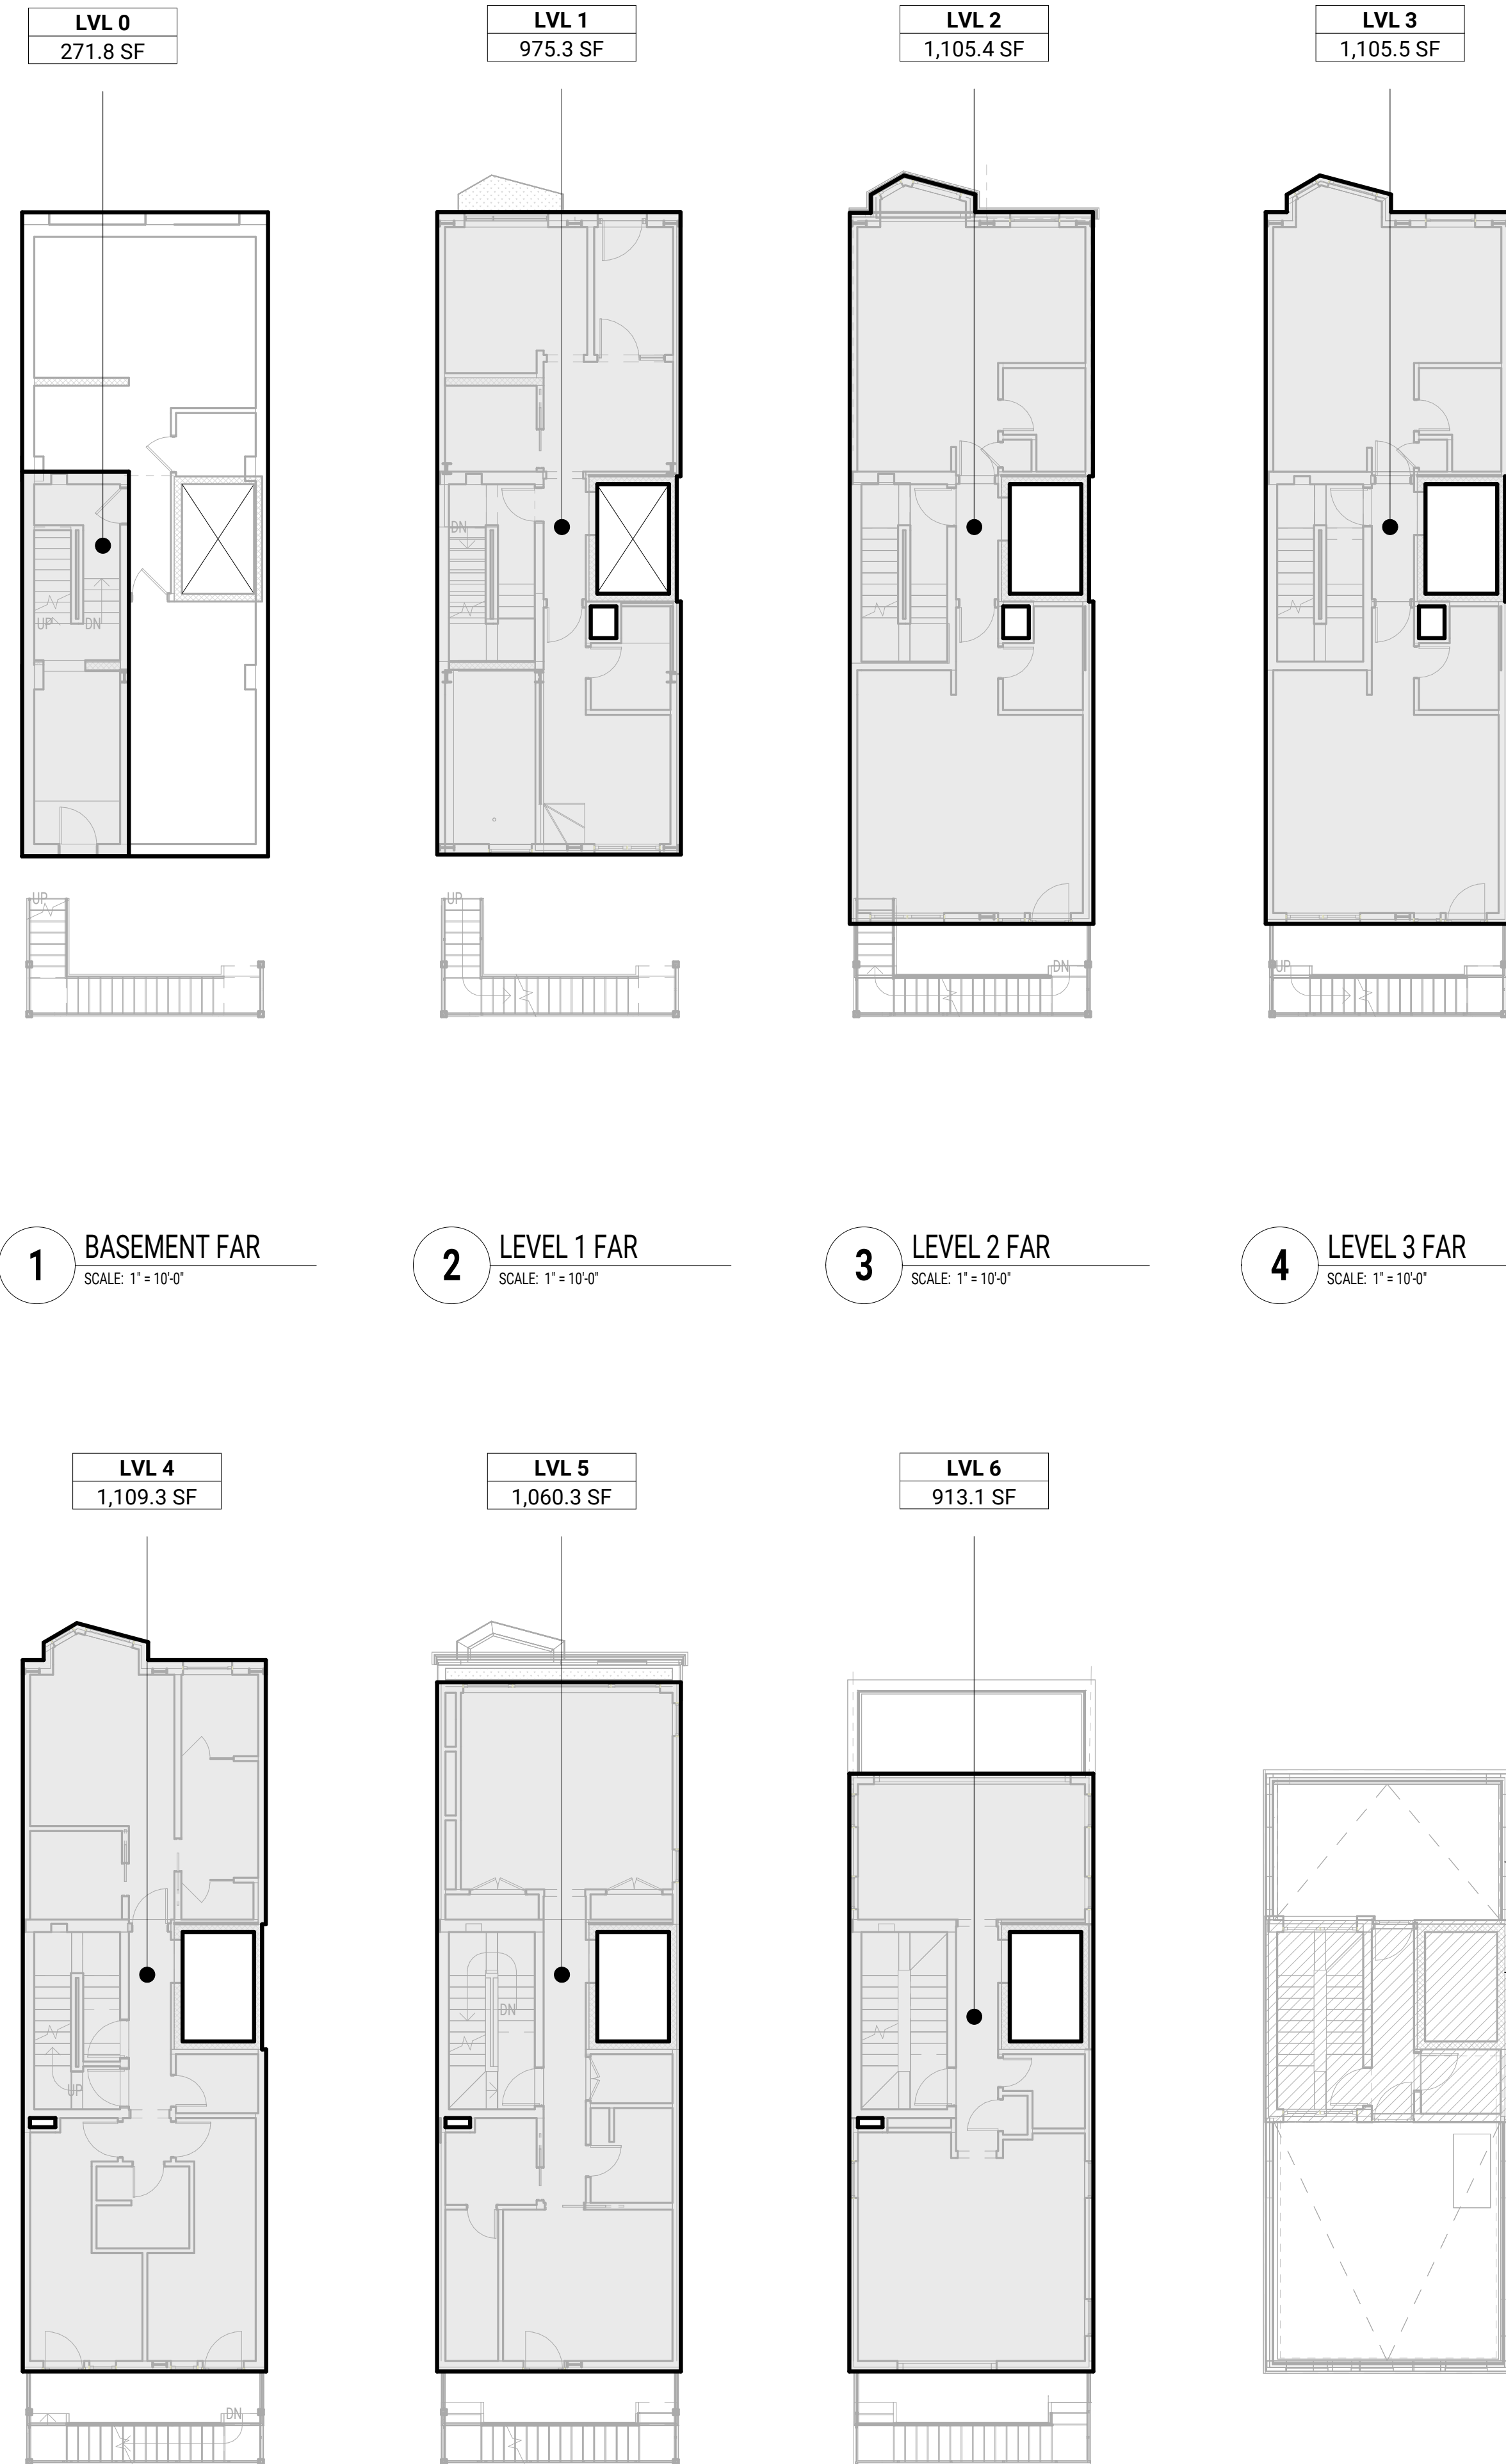 LVL 0
271.8 SF
LVL 1
975.3 SF
LVL 2
1,105.4 SF
LVL 3
1,105.5 SF
DN
UP
DN
UP
UP
DN
UP
1
BASEMENT FAR
SCALE: 1" = 10'-0"
2
LEVEL 1 FAR
SCALE: 1" = 10'-0"
3
LEVEL 2 FAR
SCALE: 1" = 10'-0"
4
LEVEL 3 FAR
SCALE: 1" = 10'-0"
LVL 4
1,109.3 SF
LVL 5
1,060.3 SF
LVL 6
913.1 SF
DN
UP
DN